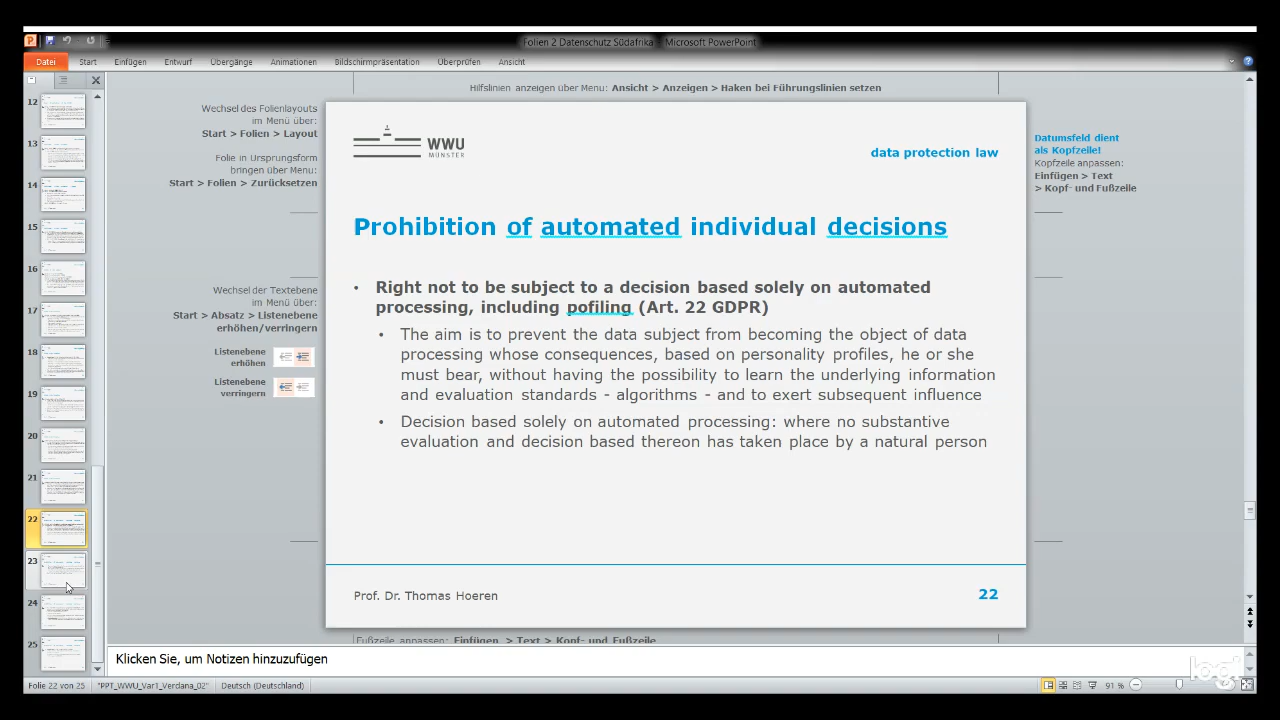 Folien 2 Datenschutz Südafrika - Microsoft PowerPoint
Datei Start Einfügen Entwurf Übergänge Animationen Bildschirmpräsentation Überprüfen Ansicht
Hilfslinien anzeigen über Menu: Ansicht > Anzeigen > Haken bei Führungslinien setzen
Wechsel des Folienlayouts
im Menü über:
Start > Folien > Layout
Folie in Ursprungsform
bringen über Menu:
Start > Folien > Zurücksetzen
Wechsel der Textebene
im Menü über:
Start > Absatz > Listenebene
erhöhen/verringern
Listenebene
erhöhen
Listenebene
verringern
WWU
MÜNSTER
data protection law
Prohibition of automated individual decisions
• Right not to be subject to a decision based solely on automated
processing, including pofiling (Art. 22 GDRR)
• The aim is to prevent the data subject from becoming the object of data
processing whose consequences, based on personality profiles, he or she
must bear without having the possibility to learn the underlying information
and evaluation standards - algorithms - and to exert subsequent influence
• Decision based solely on automated processing: where no substantive
evaluation and decision based thereon has taken place by a natural person
Prof. Dr. Thomas Hoeren
22
Datumsfeld dient
als Kopfzeile!
Kopfzeile anpassen:
Einfügen > Text
> Kopf- und Fußzeile
Fußzeile anpassen: Einfügen > Text > Kopf- und Fußzeile
12
13
14
15
16
17
18
19
20
21
22
23
24
25
Klicken Sie, um Notizen hinzuzufügen
Folie 22 von 25 "PPT_WWU_Var1_Verdana_02" Deutsch (Deutschland) 91 %